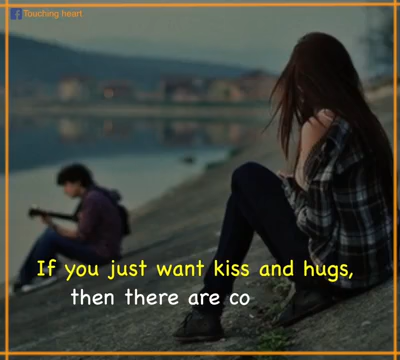 Touching heart
If you just want kiss and hugs,
then there are co